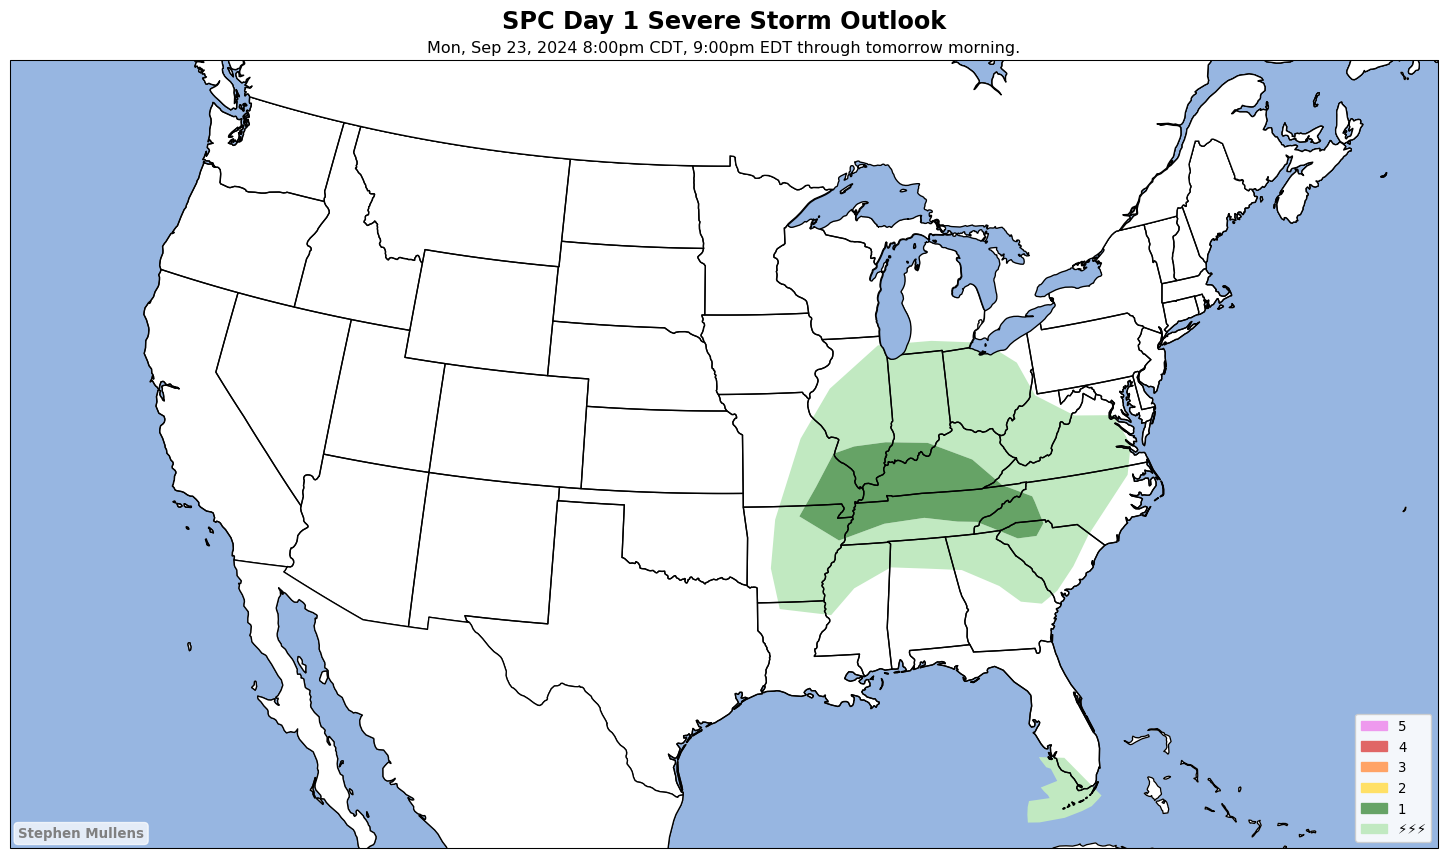 SPC Day 1 Severe Storm Outlook
Mon, Sep 23, 2024 8:00pm CDT, 9:00pm EDT through tomorrow morning.
5
4
3
2
1
⚡⚡⚡
Stephen Mullens